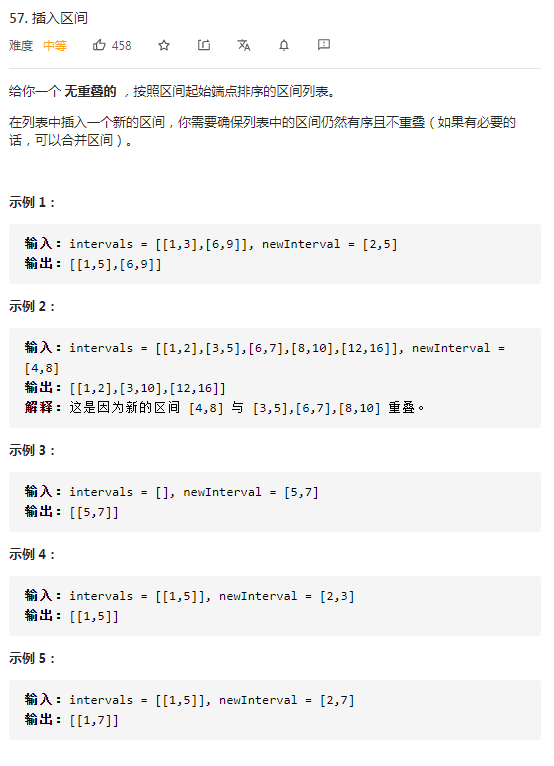 57. 插入区间
难度 中等 458
给你一个 无重叠的 ，按照区间起始端点排序的区间列表。
在列表中插入一个新的区间，你需要确保列表中的区间仍然有序且不重叠（如果有必要的
话，可以合并区间）。
示例 1：
输入：intervals = [[1,3],[6,9]], newInterval = [2,5]
输出：[[1,5],[6,9]]
示例 2：
输入：intervals = [[1,2],[3,5],[6,7],[8,10],[12,16]], newInterval =
[4,8]
输出：[[1,2],[3,10],[12,16]]
解释：这是因为新的区间 [4,8] 与 [3,5],[6,7],[8,10] 重叠。
示例 3：
输入：intervals = [], newInterval = [5,7]
输出：[[5,7]]
示例 4：
输入：intervals = [[1,5]], newInterval = [2,3]
输出：[[1,5]]
示例 5：
输入：intervals = [[1,5]], newInterval = [2,7]
输出：[[1,7]]